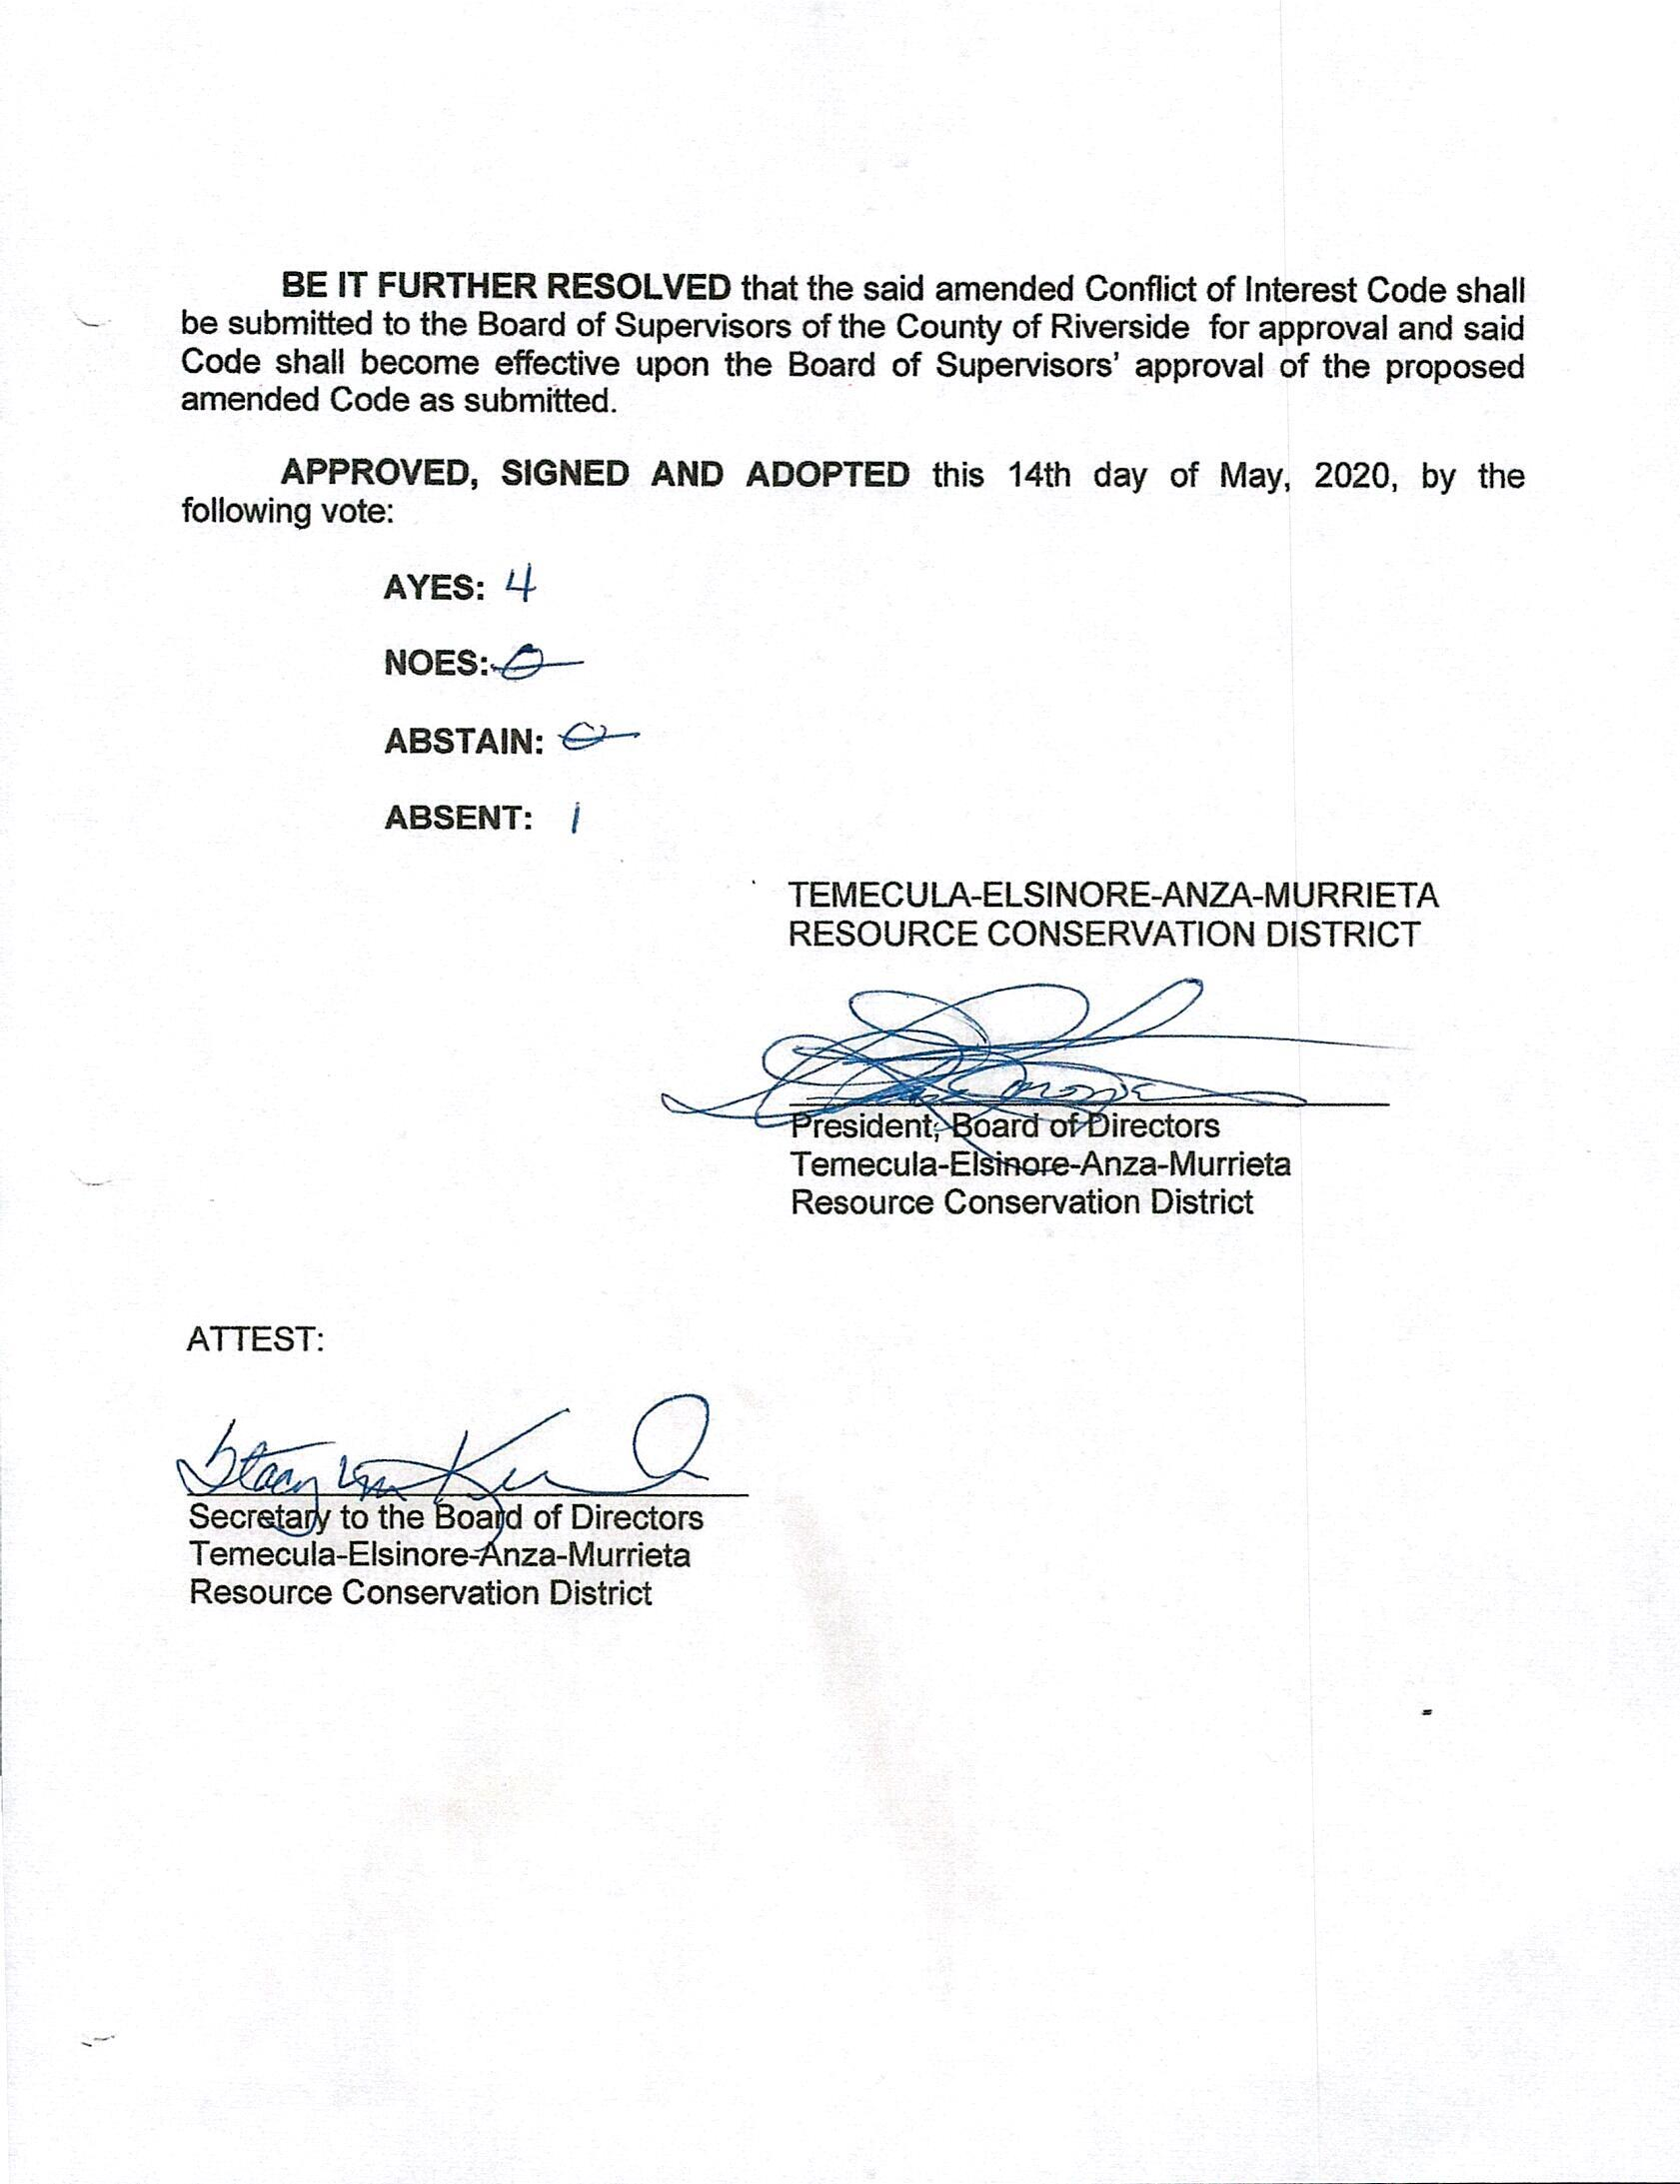 BE IT FURTHER RESOLVED that the said amended Conflict of Interest Code shall
be submitted to the Board of Supervisors of the County of Riverside for approval and said
Code shall become effective upon the Board of Supervisors' approval of the proposed
amended Code as submitted.
APPROVED, SIGNED AND ADOPTED this 14th day of May, 2020, by the
following vote:
AYES: 4
NOES: 0
ABSTAIN: 0
ABSENT: 1
TEMECULA-ELSINORE-ANZA-MURRIETA
RESOURCE CONSERVATION DISTRICT
President, Board of Directors
Temecula-Elsinore-Anza-Murrieta
Resource Conservation District
ATTEST:
Stacy
Secretary to the Board of Directors
Temecula-Elsinore-Anza-Murrieta
Resource Conservation District